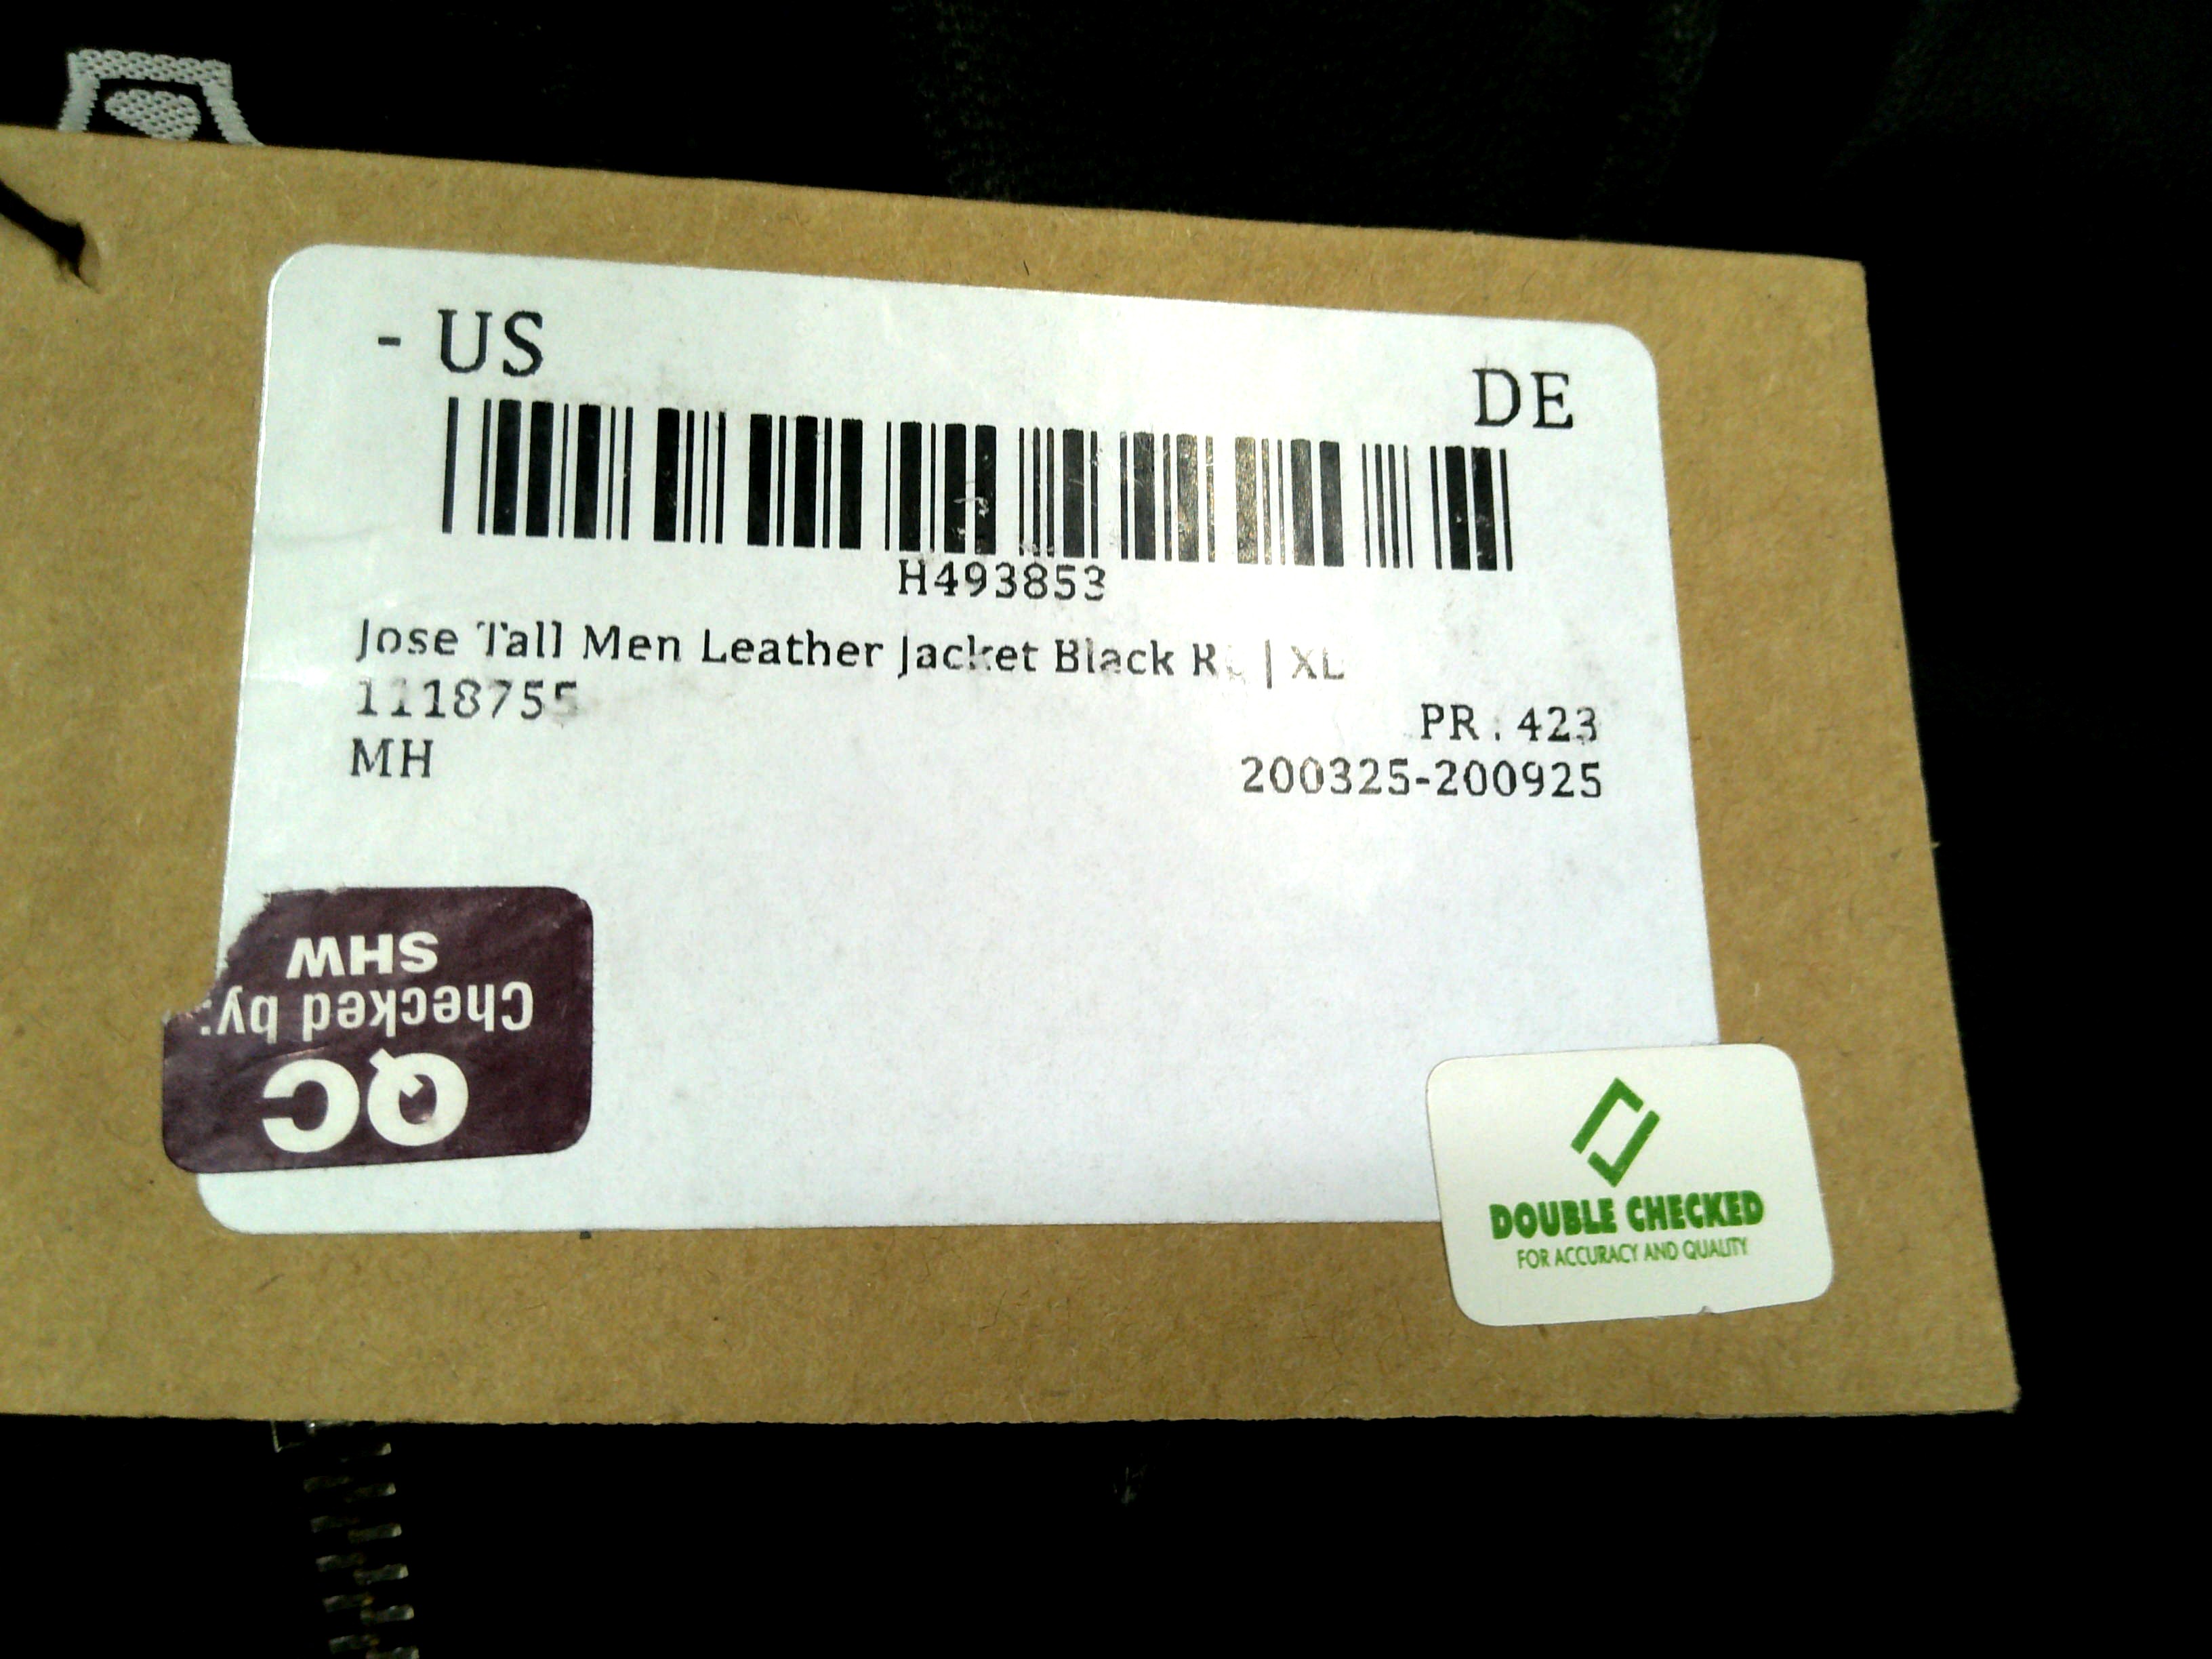 - US
DE
H493853
Jose Tall Men Leather Jacket Black | XL
1118755
PR : 423
MH
200325-200925
QC
Checked by:
SHW
DOUBLE CHECKED
FOR ACCURACY AND QUALITY